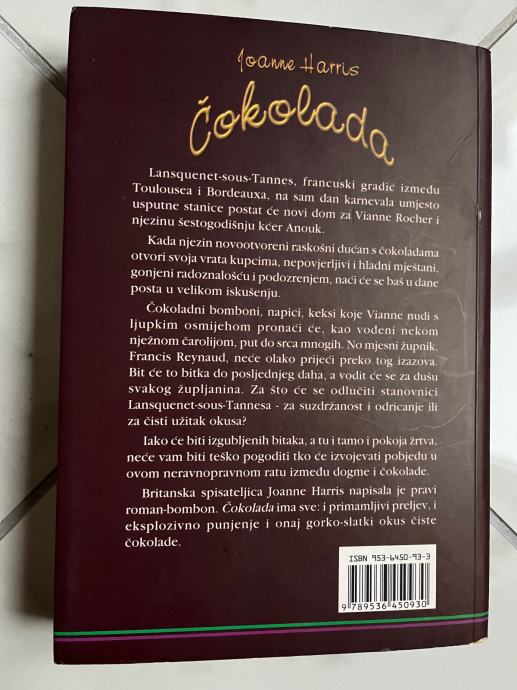 Joanne Harris
Čokolada
Lansquenet-sous-Tannes, francuski gradić između
Toulousea i Bordeauxa, na sam dan karnevala umjesto
usputne stanice postat će novi dom za Vianne Rocher i
njezinu šestogodišnju kćer Anouk.
Kada njezin novootvoreni raskošni dućan s čokoladama
otvori svoja vrata kupcima, nepovjerljivi i hladni mještani,
gonjeni radoznalošću i podozrenjem, naći će se baš u dane
posta u velikom iskušenju.
Čokoladni bomboni, napici, keksi koje Vianne nudi s
ljupkim osmijehom pronaći će, kao vođeni nekom
nježnom čarolijom, put do srca mnogih. No mjesni župnik,
Francis Reynaud, neće olako prijeći preko tog izazova.
Bit će to bitka do posljednjeg daha, a vodit će se za dušu
svakog župljanina. Za što će se odlučiti stanovnici
Lansquenet-sous-Tannesa - za suzdržanost i odricanje ili
za čisti užitak okusa?
Iako će biti izgubljenih bitaka, a tu i tamo i pokoja žrtva,
neće vam biti teško pogoditi tko će izvojevati pobjedu u
ovom neravnopravnom ratu između dogme i čokolade.
Britanska spisateljica Joanne Harris napisala je pravi
roman-bombon. Čokolada ima sve: i primamljivi preljev, i
eksplozivno punjenje i onaj gorko-slatki okus čiste
čokolade.
ISBN 953-6450-93-3
9 789536 450930